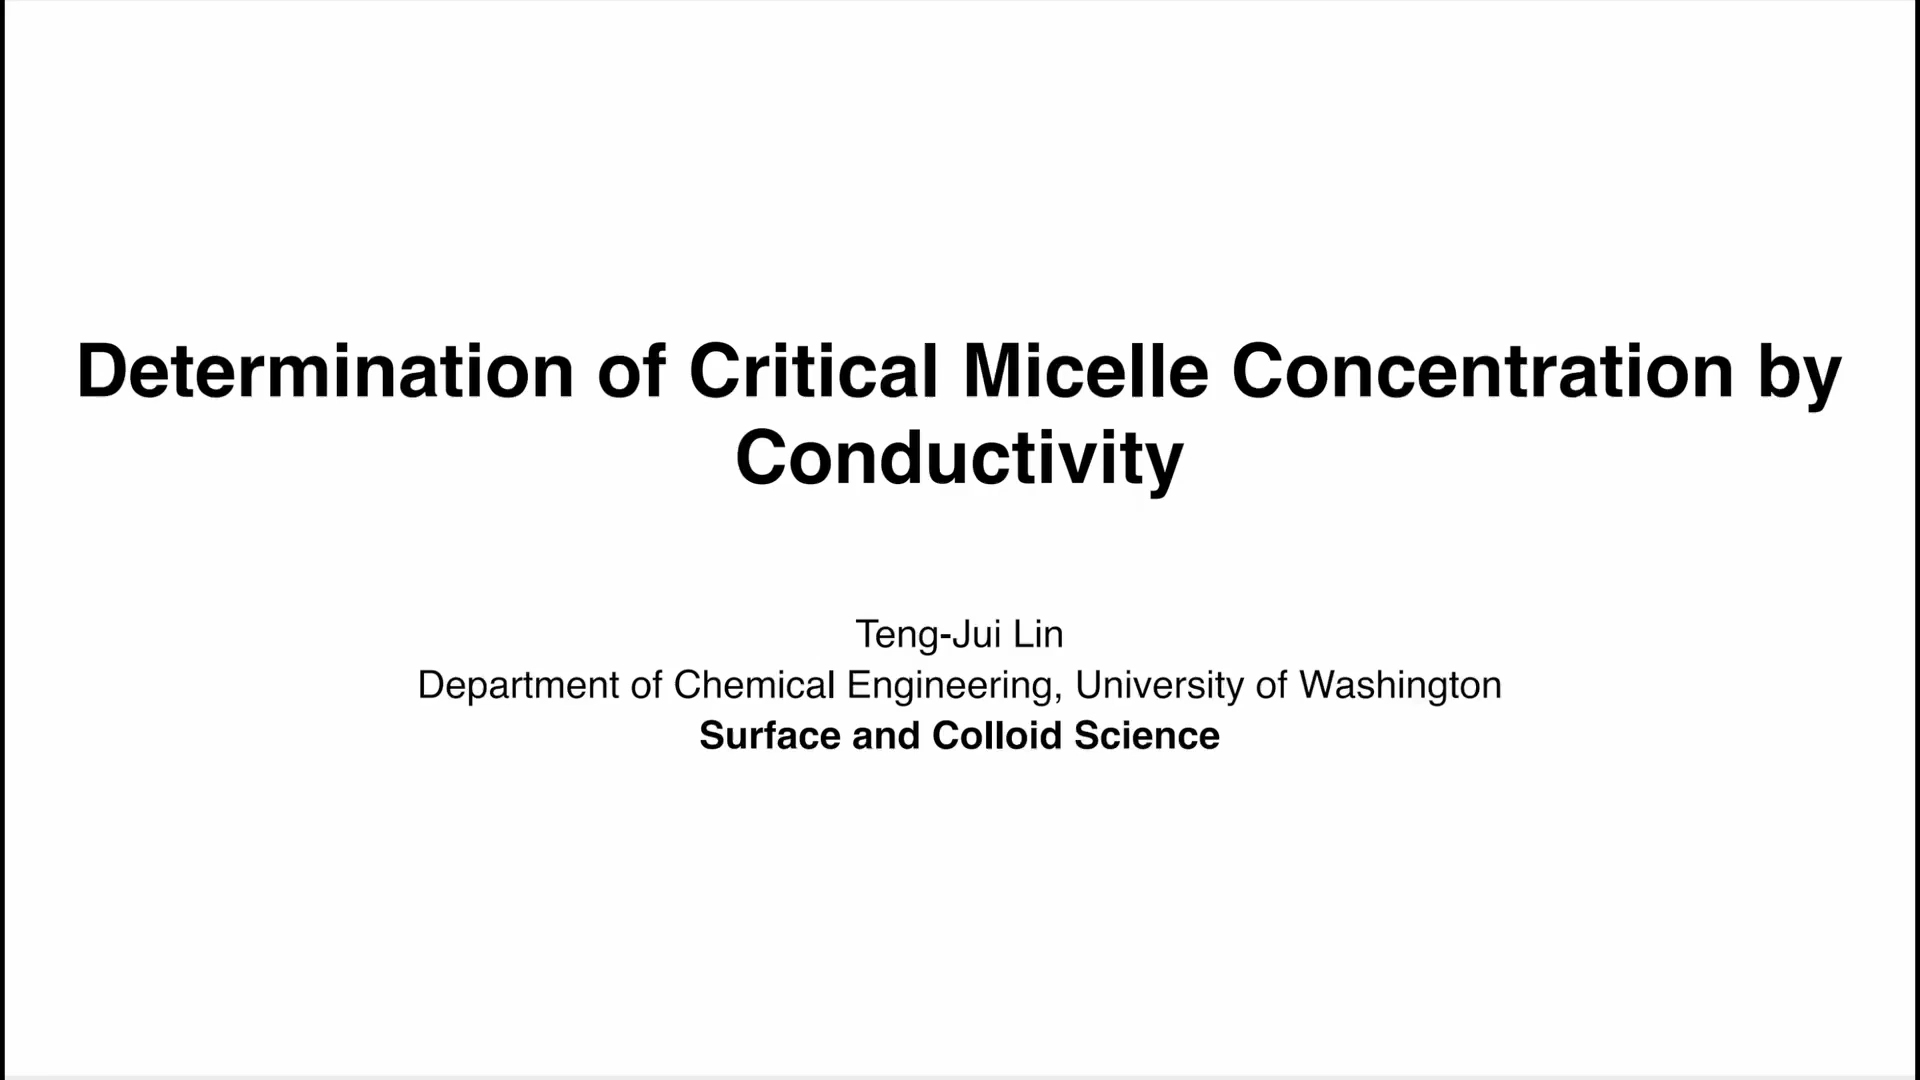 Determination of Critical Micelle Concentration by
Conductivity
Teng-Jui Lin
Department of Chemical Engineering, University of Washington
Surface and Colloid Science